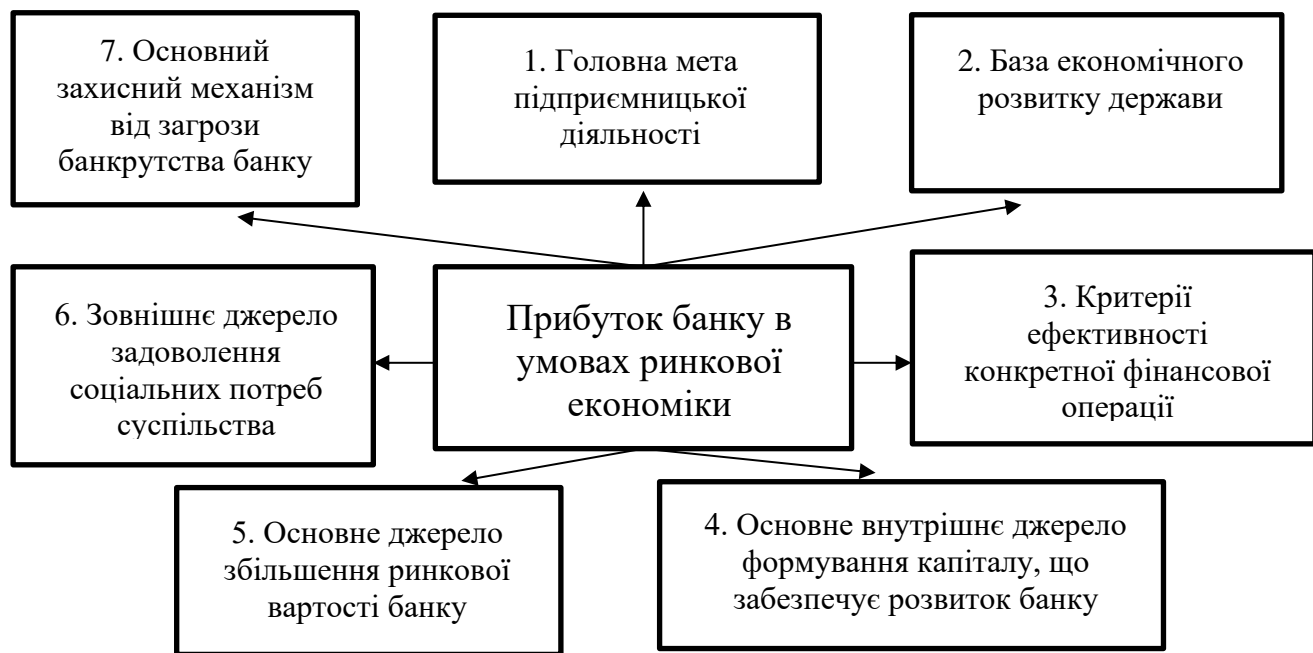 7. Основний
захисний механізм
від загрози
банкрутства банку
1. Головна мета
підприємницької
діяльності
2. База економічного
розвитку держави
6. Зовнішнє джерело
задоволення
соціальних потреб
суспільства
Прибуток банку в
умовах ринкової
економіки
3. Критерії
ефективності
конкретної фінансової
операції
5. Основне джерело
збільшення ринкової
вартості банку
4. Основне внутрішнє джерело
формування капіталу, що
забезпечує розвиток банку